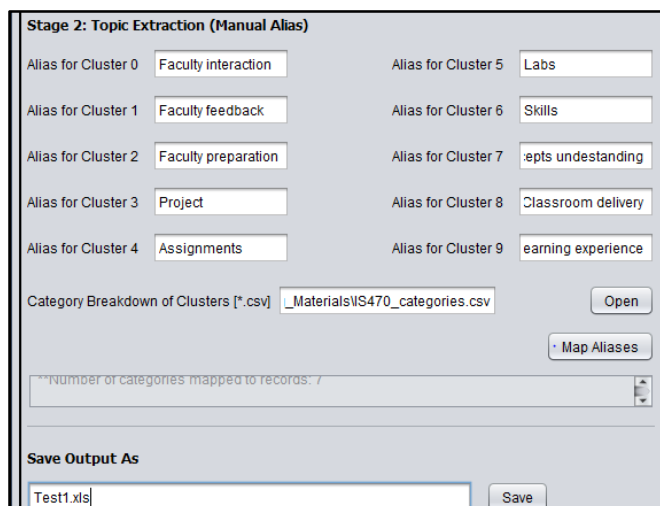 Stage 2: Topic Extraction (Manual Alias)
Alias for Cluster 0 Faculty interaction Alias for Cluster 5 Labs
Alias for Cluster 1 Faculty feedback Alias for Cluster 6 Skills
Alias for Cluster 2 Faculty preparation Alias for Cluster 7 :epts undestanding
Alias for Cluster 3 Project Alias for Cluster 8 Classroom delivery
Alias for Cluster 4 Assignments Alias for Cluster 9 earning experience
Category Breakdown of Clusters [*.csv] _Materials\IS470_categories.csv Open
Map Aliases
**Number of categories mapped to records: 7
Save Output As
Test1.xls Save